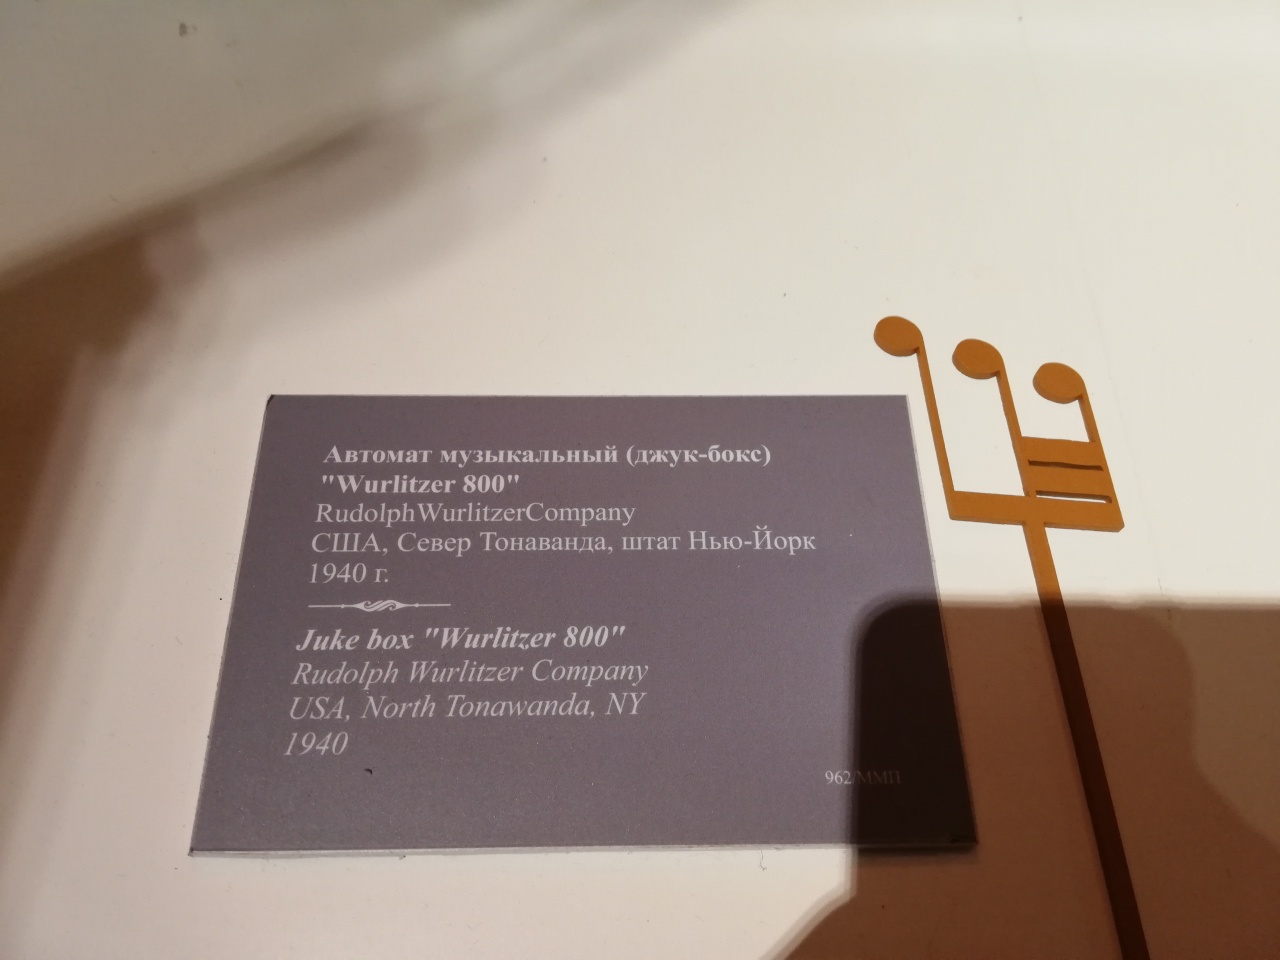 Автомат музыкальный (джук-бокс)
"Wurlitzer 800"
RudolphWurlitzerCompany
США, Север Тонаванда, штат Нью-Йорк
1940 г.
Juke box "Wurlitzer 800"
Rudolph Wurlitzer Company
USA, North Tonawanda, NY
1940
962/ММП